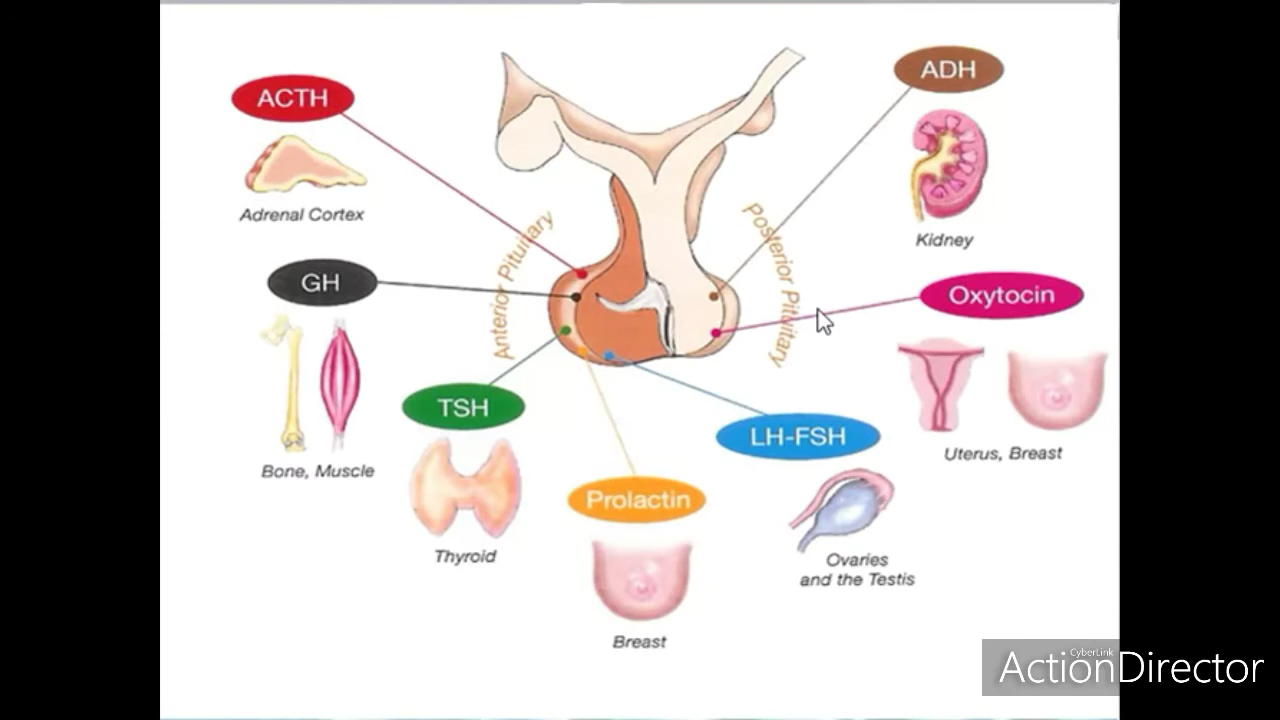 ACTH
Adrenal Cortex
ADH
Kidney
Anterior Pituitary
Posterior Pituitary
GH
Bone, Muscle
Oxytocin
Uterus, Breast
TSH
Thyroid
LH-FSH
Ovaries
and the Testis
Prolactin
Breast
CyberLink
ActionDirector